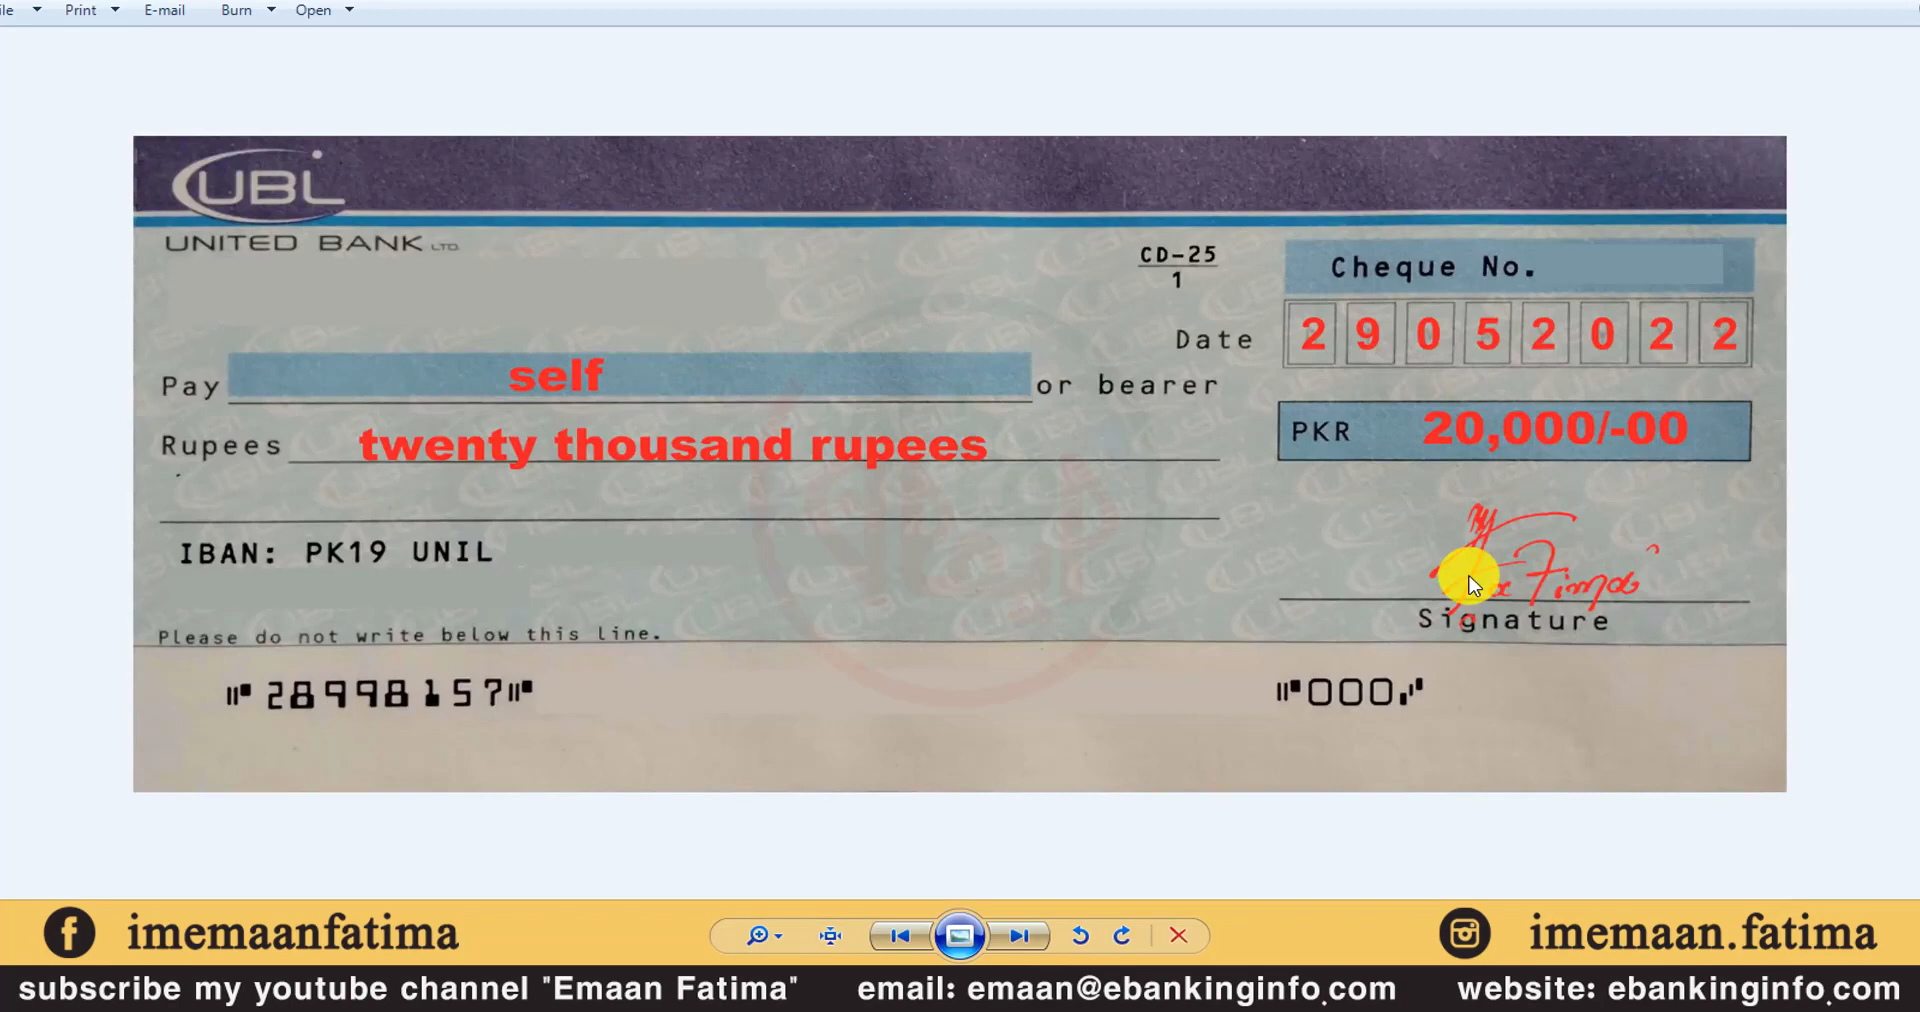 Print E-mail Burn Open
UBL
UNITED BANK LTD.
CD-25
1
Cheque No.
Date 2 9 0 5 2 0 2 2
Pay self or bearer
Rupees twenty thousand rupees
PKR 20,000/-00
IBAN: PK19 UNIL
Signature
Please do not write below this line.
28998157
000
imemaanfatima
imemaan.fatima
subscribe my youtube channel "Emaan Fatima" email: emaan@ebankinginfo.com website: ebankinginfo.com